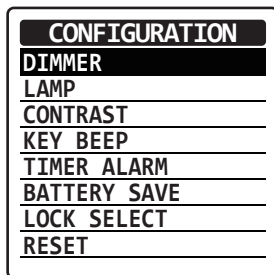 CONFIGURATION
DIMMER
LAMP
CONTRAST
KEY BEEP
TIMER ALARM
BATTERY SAVE
LOCK SELECT
RESET